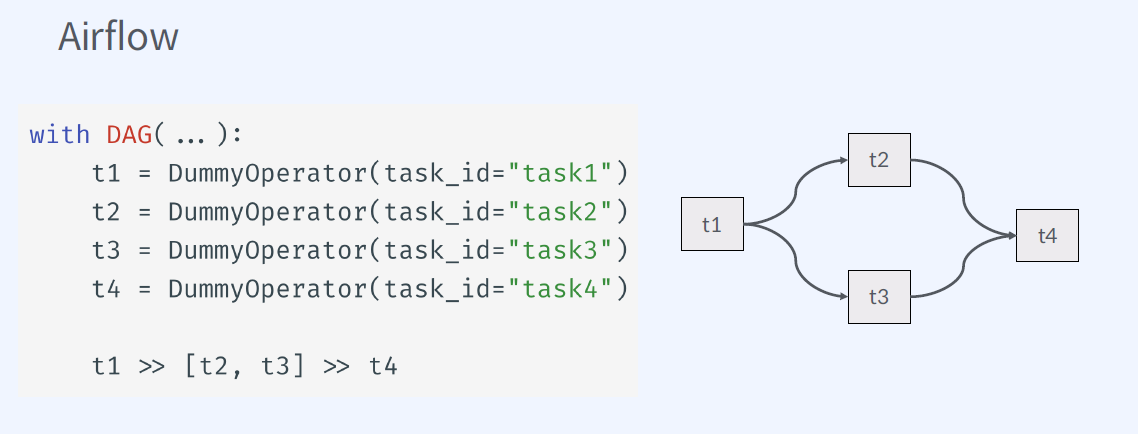 Airflow
with DAG( ... ):
    t1 = DummyOperator(task_id="task1")
    t2 = DummyOperator(task_id="task2")
    t3 = DummyOperator(task_id="task3")
    t4 = DummyOperator(task_id="task4")
    t1 >> [t2, t3] >> t4
t1
t2
t3
t4